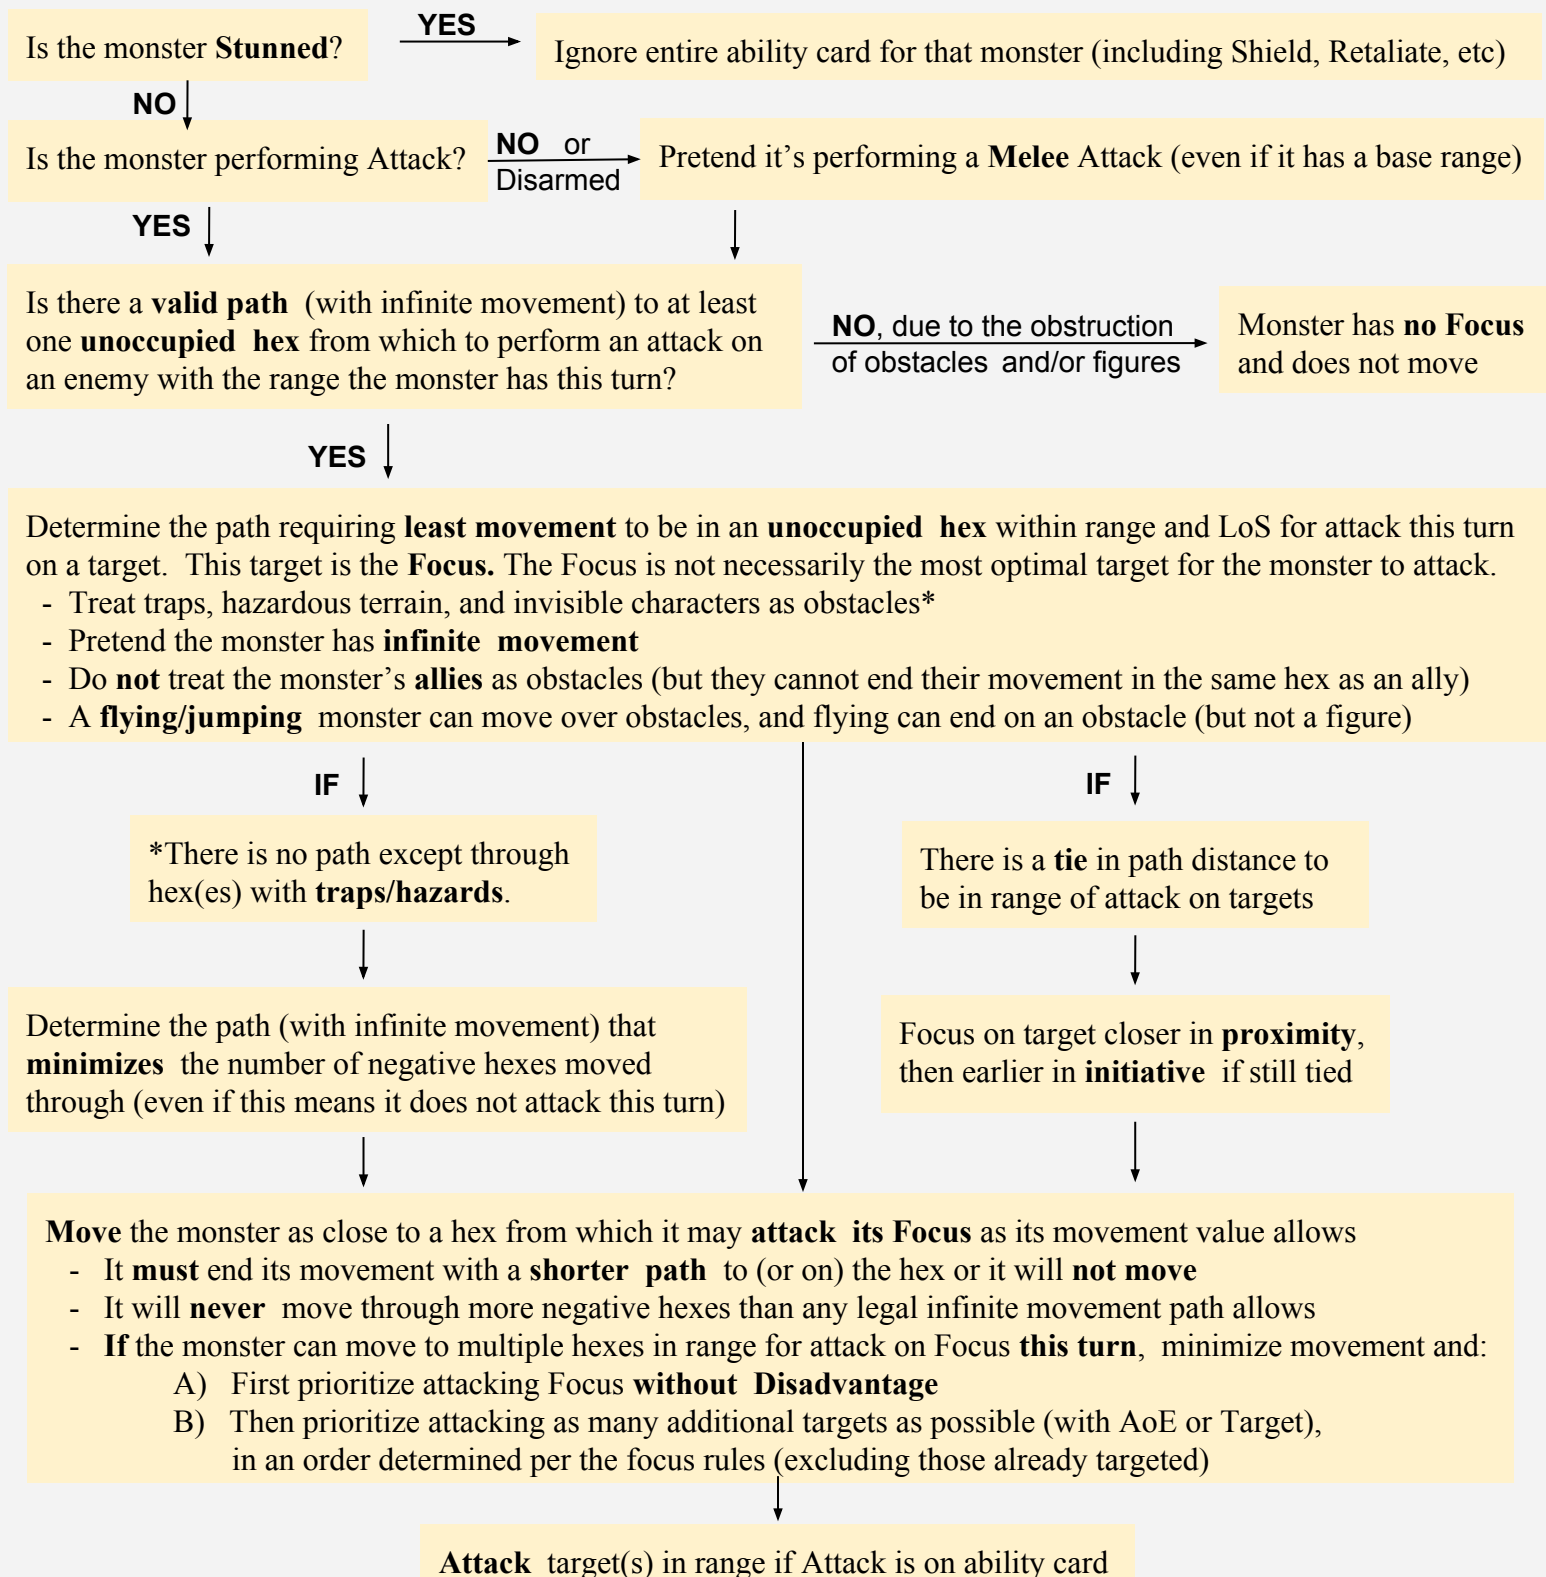 Is the monster Stunned?
YES
Ignore entire ability card for that monster (including Shield, Retaliate, etc)
NO
Is the monster performing Attack?
NO or
Disarmed
Pretend it's performing a Melee Attack (even if it has a base range)
YES
Is there a valid path (with infinite movement) to at least
one unoccupied hex from which to perform an attack on
an enemy with the range the monster has this turn?
NO, due to the obstruction
of obstacles and/or figures
Monster has no Focus
and does not move
YES
Determine the path requiring least movement to be in an unoccupied hex within range and LoS for attack this turn
on a target. This target is the Focus. The Focus is not necessarily the most optimal target for the monster to attack.
- Treat traps, hazardous terrain, and invisible characters as obstacles*
- Pretend the monster has infinite movement
- Do not treat the monster's allies as obstacles (but they cannot end their movement in the same hex as an ally)
- A flying/jumping monster can move over obstacles, and flying can end on an obstacle (but not a figure)
IF
*There is no path except through
hex(es) with traps/hazards.
Determine the path (with infinite movement) that
minimizes the number of negative hexes moved
through (even if this means it does not attack this turn)
IF
There is a tie in path distance to
be in range of attack on targets
Focus on target closer in proximity,
then earlier in initiative if still tied
Move the monster as close to a hex from which it may attack its Focus as its movement value allows
- It must end its movement with a shorter path to (or on) the hex or it will not move
- It will never move through more negative hexes than any legal infinite movement path allows
- If the monster can move to multiple hexes in range for attack on Focus this turn, minimize movement and:
A) First prioritize attacking Focus without Disadvantage
B) Then prioritize attacking as many additional targets as possible (with AoE or Target),
in an order determined per the focus rules (excluding those already targeted)
Attack target(s) in range if Attack is on ability card